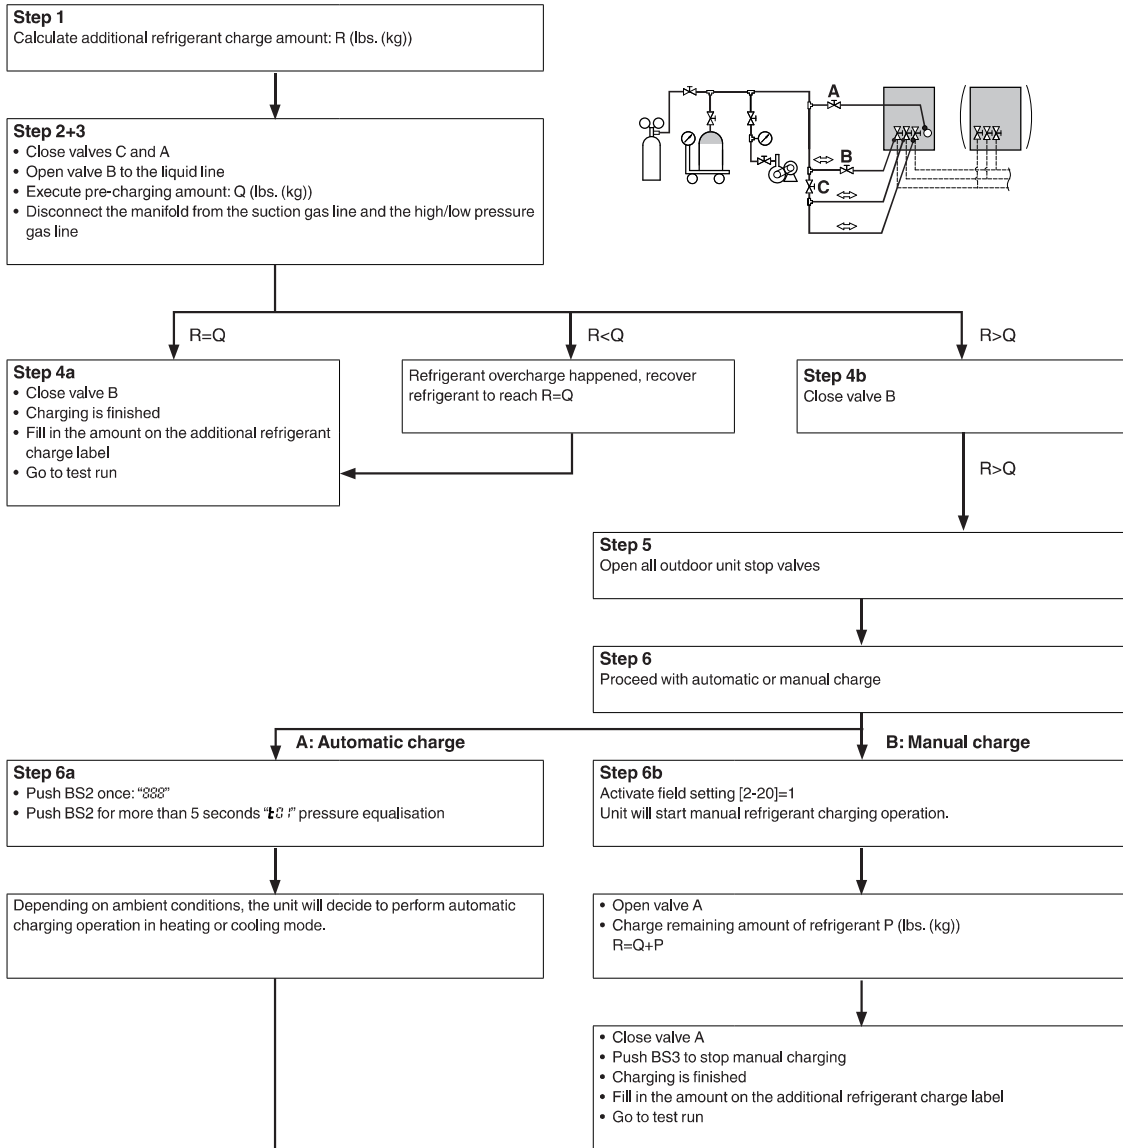 Step 1
Calculate additional refrigerant charge amount: R (lbs. (kg))
A
B
C
Step 2+3
• Close valves C and A
• Open valve B to the liquid line
• Execute pre-charging amount: Q (lbs. (kg))
• Disconnect the manifold from the suction gas line and the high/low pressure
gas line
R=Q
R<Q
R>Q
Step 4a
• Close valve B
• Charging is finished
• Fill in the amount on the additional refrigerant
charge label
• Go to test run
Refrigerant overcharge happened, recover
refrigerant to reach R=Q
Step 4b
Close valve B
R>Q
Step 5
Open all outdoor unit stop valves
Step 6
Proceed with automatic or manual charge
A: Automatic charge
B: Manual charge
Step 6a
• Push BS2 once: “888”
• Push BS2 for more than 5 seconds “t01” pressure equalisation
Depending on ambient conditions, the unit will decide to perform automatic
charging operation in heating or cooling mode.
Step 6b
Activate field setting [2-20]=1
Unit will start manual refrigerant charging operation.
• Open valve A
• Charge remaining amount of refrigerant P (lbs. (kg))
R=Q+P
• Close valve A
• Push BS3 to stop manual charging
• Charging is finished
• Fill in the amount on the additional refrigerant charge label
• Go to test run